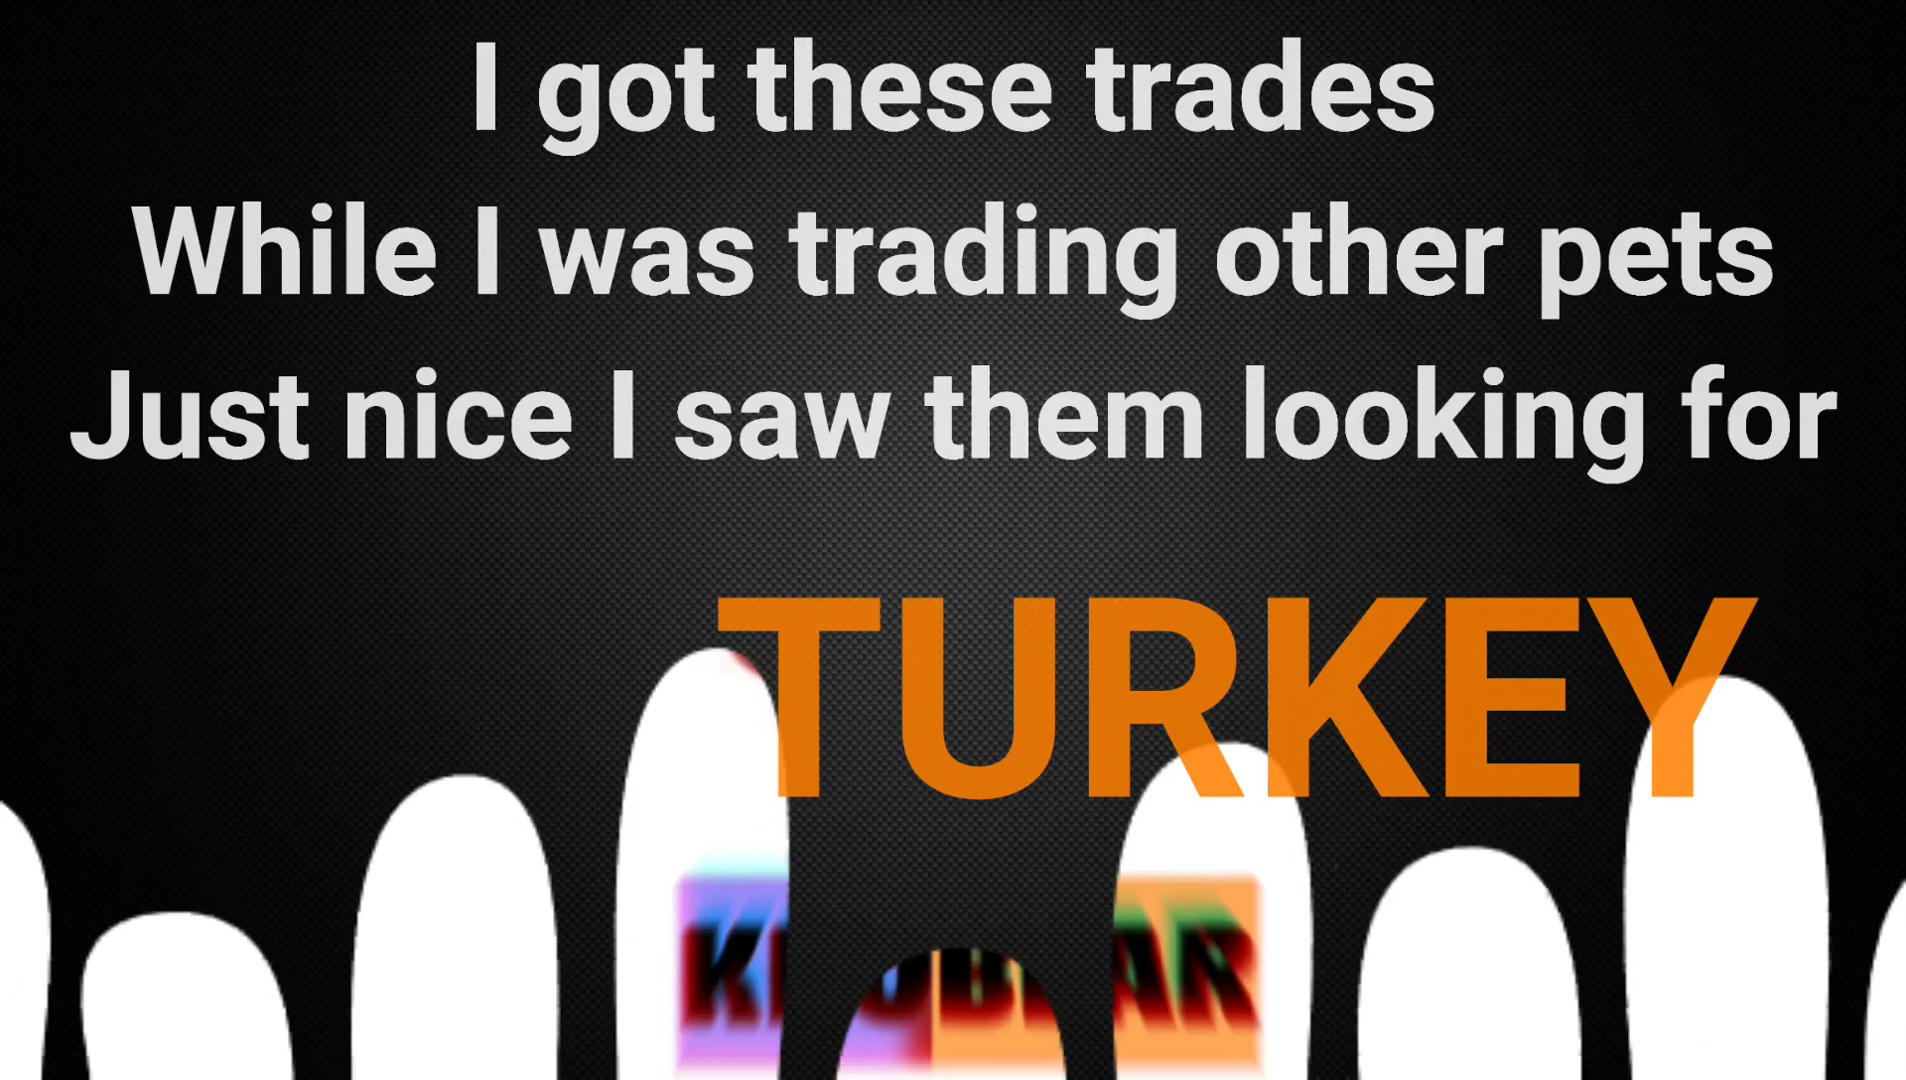 I got these trades
While I was trading other pets
Just nice I saw them looking for
TURKEY